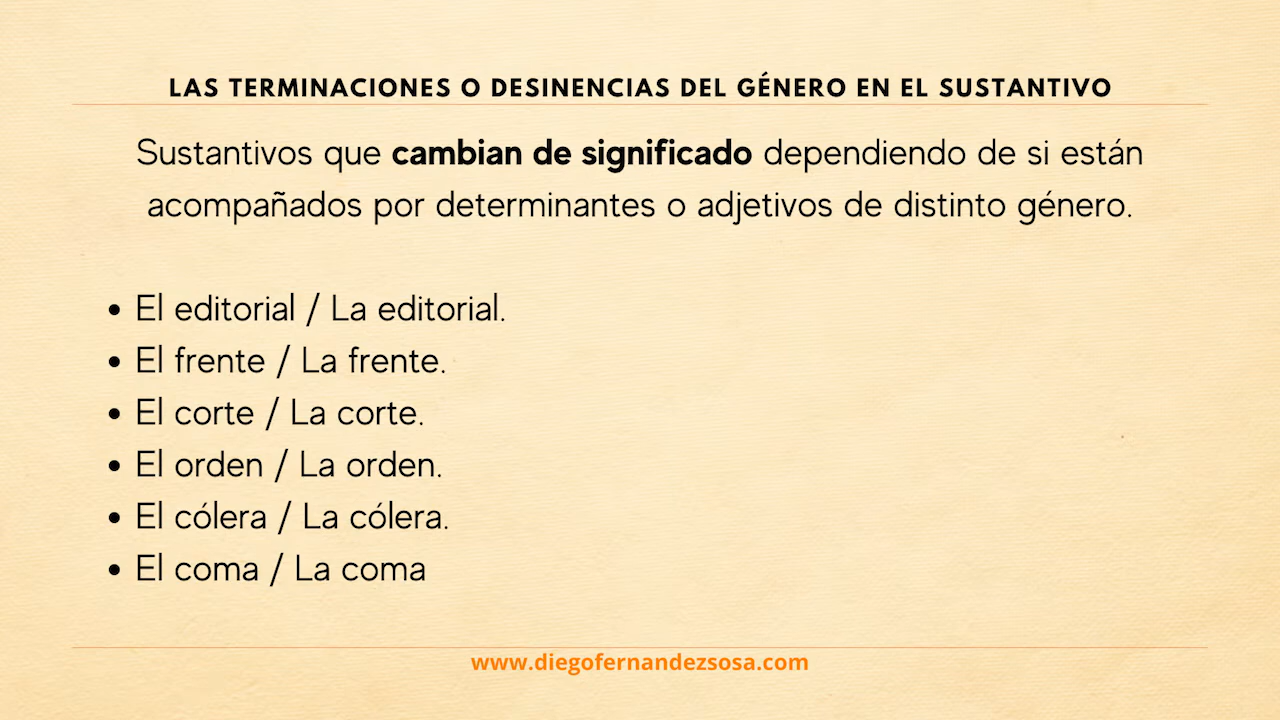 LAS TERMINACIONES O DESINENCIAS DEL GÉNERO EN EL SUSTANTIVO
Sustantivos que cambian de significado dependiendo de si están
acompañados por determinantes o adjetivos de distinto género.
• El editorial / La editorial.
• El frente / La frente.
• El corte / La corte.
• El orden / La orden.
• El cólera / La cólera.
• El coma / La coma
www.diegofernandezsosa.com